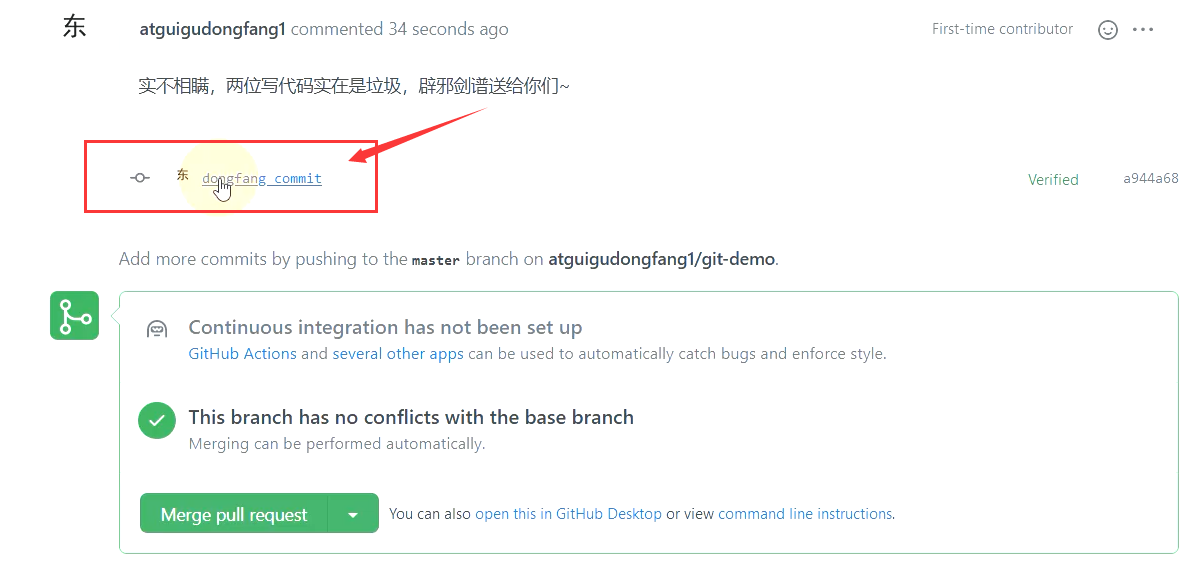 东 atguigudongfang1 commented 34 seconds ago First-time contributor
实不相瞒，两位写代码实在是垃圾，辟邪剑谱送给你们~
东 dongfang commit Verified a944a68
Add more commits by pushing to the master branch on atguigudongfang1/git-demo.
Continuous integration has not been set up
GitHub Actions and several other apps can be used to automatically catch bugs and enforce style.
This branch has no conflicts with the base branch
Merging can be performed automatically.
Merge pull request You can also open this in GitHub Desktop or view command line instructions.